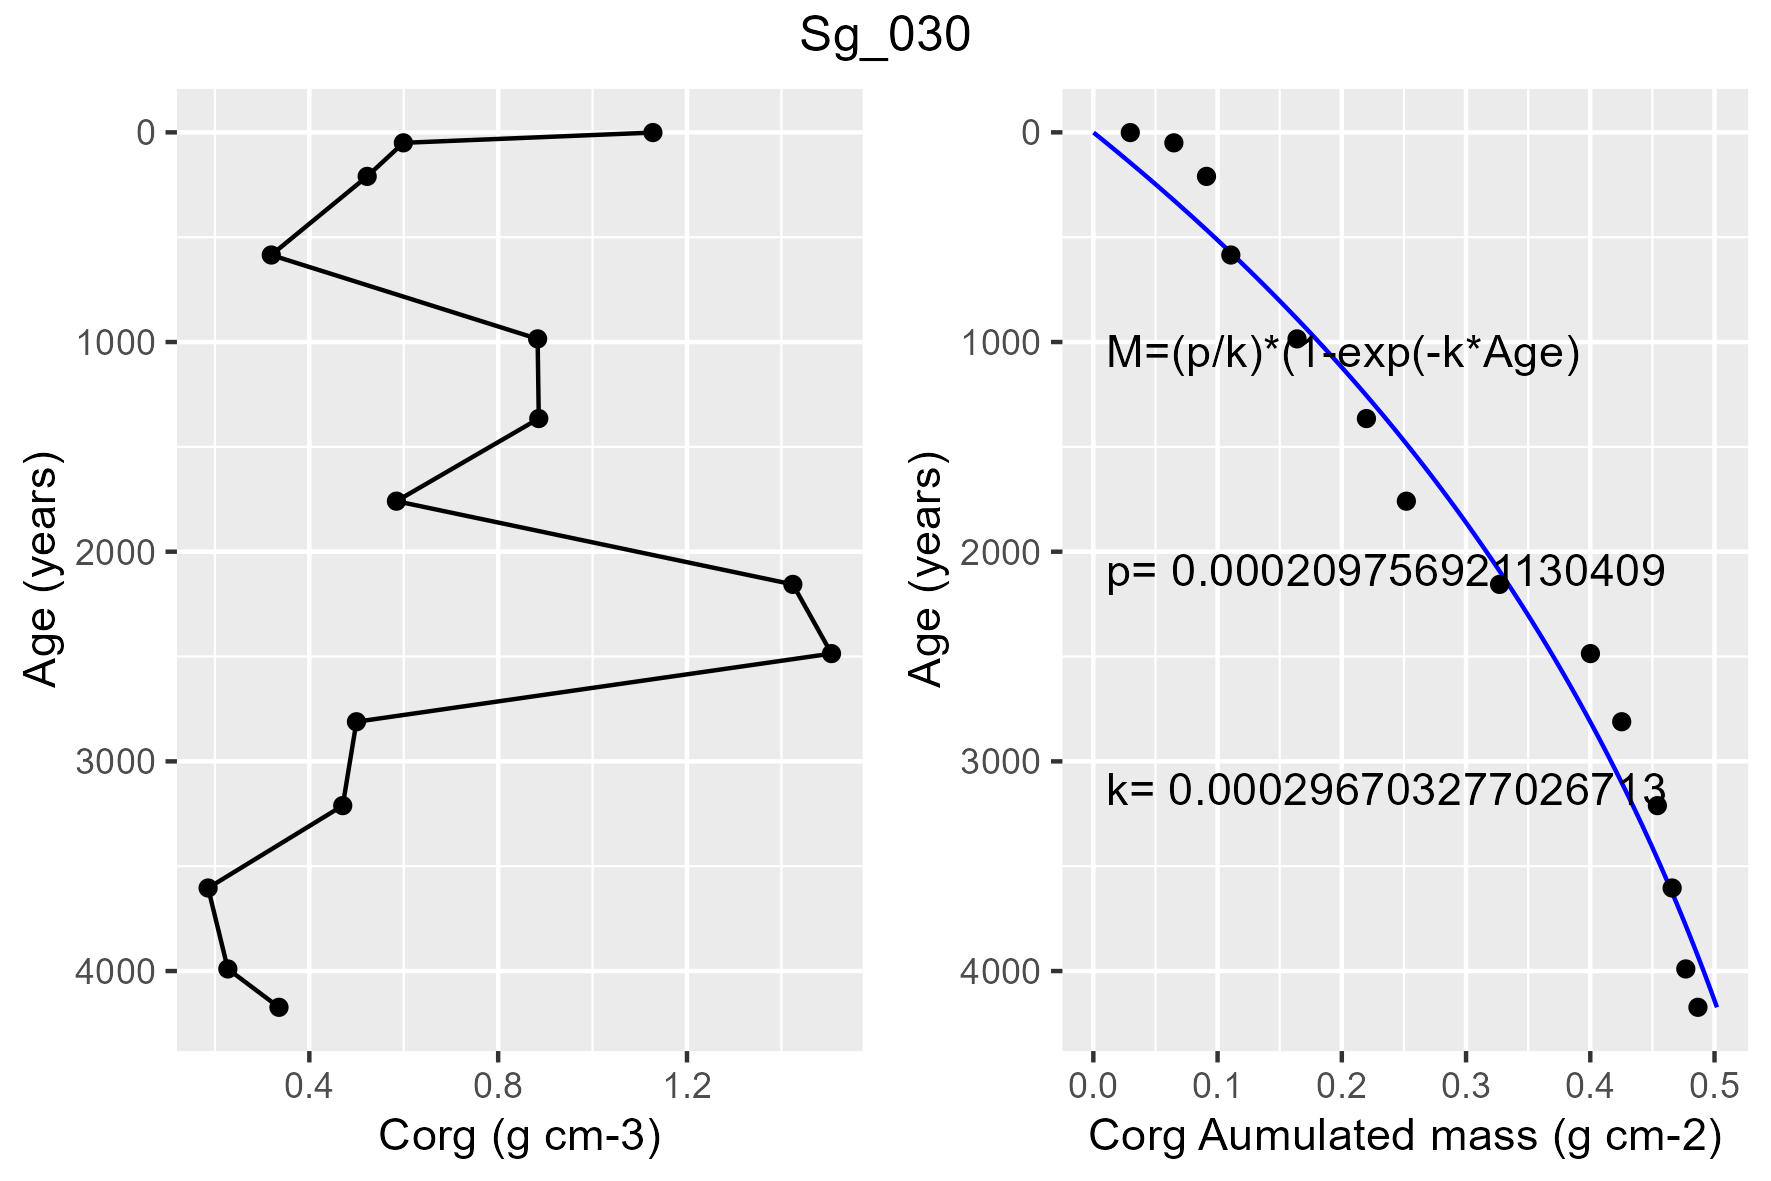 Sg_030
0
1000
2000
3000
4000
Age (years)
0.4 0.8 1.2
Corg (g cm-3)
0
1000
2000
3000
4000
Age (years)
M=(p/k)*(1-exp(-k*Age)
p= 0.000209756921130409
k= 0.000296703277026713
0.0 0.1 0.2 0.3 0.4 0.5
Corg Aumulated mass (g cm-2)